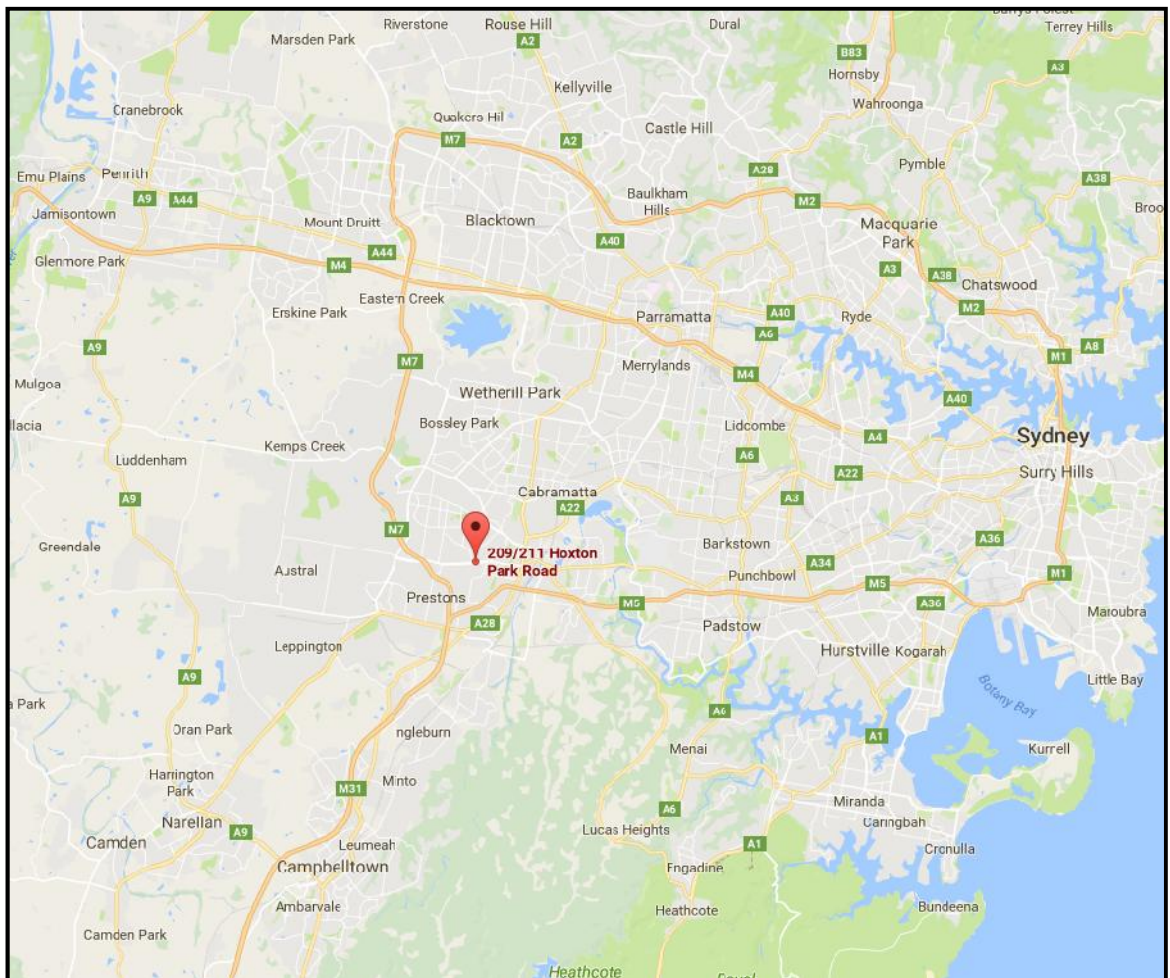 Riverstone
Rouse Hill
Dural
Terrey Hills
Marsden Park
A2
B83
A3
Hornsby
Kellyville
Cranebrook
Wahroonga
Quakers Hil
Castle Hill
M7
A2
Pymble
Emu Plains
Penrith
A28
A38
A9
A44
Baulkham
Hills
M2
Broo
Jamisontown
Mount Druitt
Blacktown
Macquarie
Park
A44
A40
Glenmore Park
M4
A3
A38
Chatswood
Eastern Creek
Erskine Park
Parramatta
A40
Ryde
M2
A6
A9
A8
M1
M7
Merrylands
M4
Mulgoa
Wetherill Park
A40
llacia
Bossley Park
Lidcombe
A4
Sydney
Kemps Creek
A6
Luddenham
A22
Surry Hills
Cabramatta
A9
A3
A22
N7
A36
Greendale
209/211 Hoxton
Park Road
Barkstown
Austral
A34
Punchbowl
M1
M5
Prestons
M5
A36
Maroubra
A28
Padstow
Leppington
Hurstville
Kogarah
A9
Little Bay
Botany Bay
a Park
A6
Oran Park
ngleburn
A1
Menai
Kurrell
Harrington
Park
Minto
M31
Miranda
A6
Narellan
Caringbah
A9
Lucas Heights
Camden
Leumeah
A1
Cronulla
Campbelltown
Engadine
Ambarvale
Heathcote
Bundeena
Camden Park
Heathcote